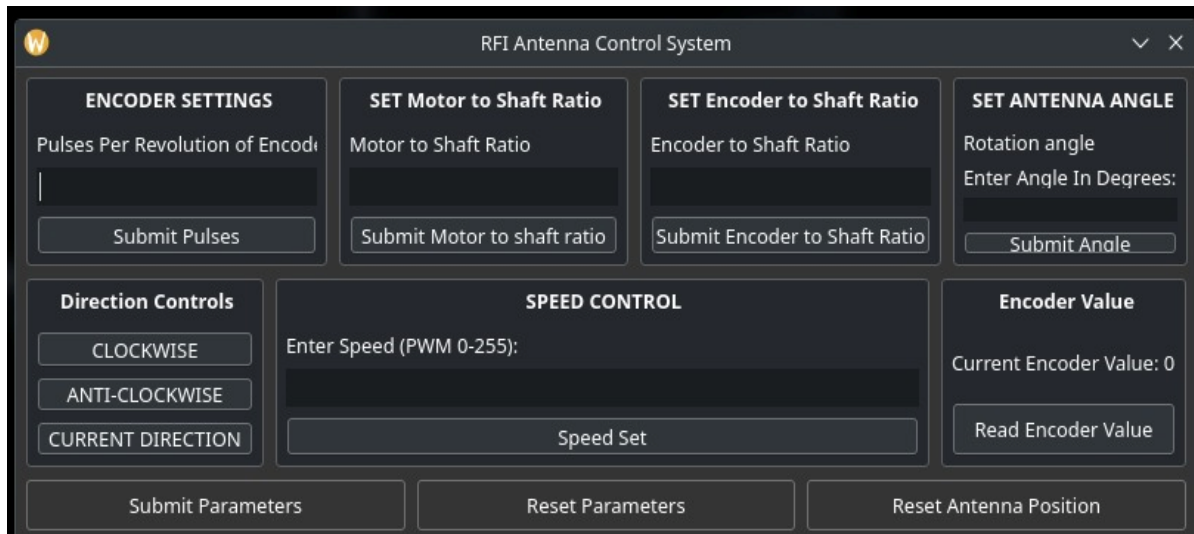 W
RFI Antenna Control System
ENCODER SETTINGS
Pulses Per Revolution of Encode
Submit Pulses
SET Motor to Shaft Ratio
Motor to Shaft Ratio
Submit Motor to shaft ratio
SET Encoder to Shaft Ratio
Encoder to Shaft Ratio
Submit Encoder to Shaft Ratio
SET ANTENNA ANGLE
Rotation angle
Enter Angle In Degrees:
Submit Angle
Direction Controls
CLOCKWISE
ANTI-CLOCKWISE
CURRENT DIRECTION
SPEED CONTROL
Enter Speed (PWM 0-255):
Speed Set
Encoder Value
Current Encoder Value: 0
Read Encoder Value
Submit Parameters
Reset Parameters
Reset Antenna Position